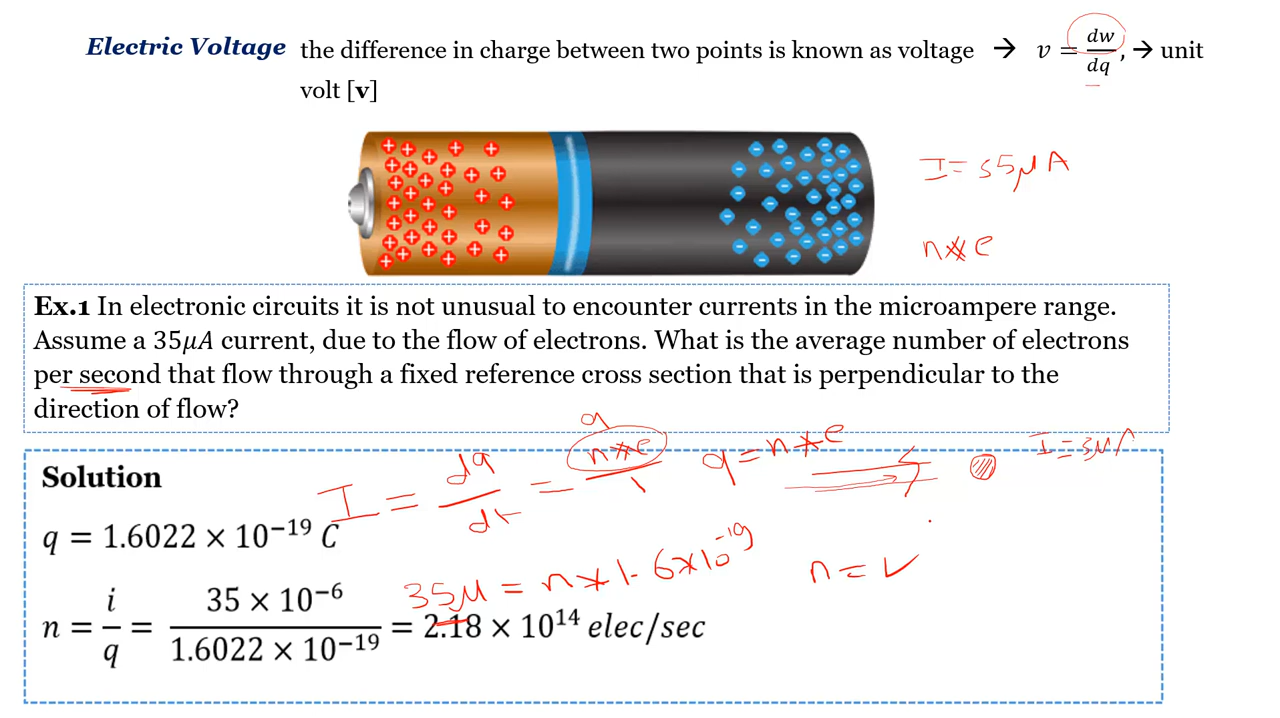 Electric Voltage the difference in charge between two points is known as voltage → v = dw/dq, → unit
volt [v]
I = 35μA
n*e
Ex.1 In electronic circuits it is not unusual to encounter currents in the microampere range.
Assume a 35μA current, due to the flow of electrons. What is the average number of electrons
per second that flow through a fixed reference cross section that is perpendicular to the
direction of flow?
q
I = dq/dt = n*e/1
q = n*e
I = 3μA
Solution
q = 1.6022 × 10⁻¹⁹ C
35μ = n*1.6×10⁻¹⁹
n = ✓
n = i/q = 35 × 10⁻⁶/1.6022 × 10⁻¹⁹ = 2.18 × 10¹⁴ elec/sec